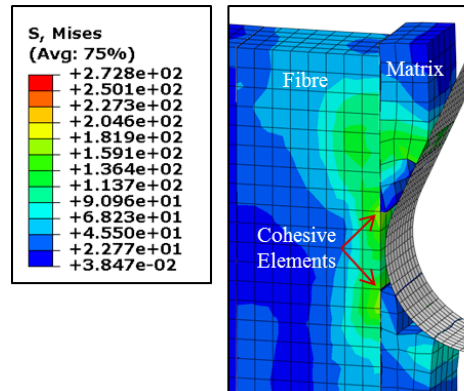 S, Mises
(Avg: 75%)
+2.728e+02
+2.501e+02
+2.273e+02
+2.046e+02
+1.819e+02
+1.591e+02
+1.364e+02
+1.137e+02
+9.096e+01
+6.823e+01
+4.550e+01
+2.277e+01
+3.847e-02
Fibre
Matrix
Cohesive
Elements